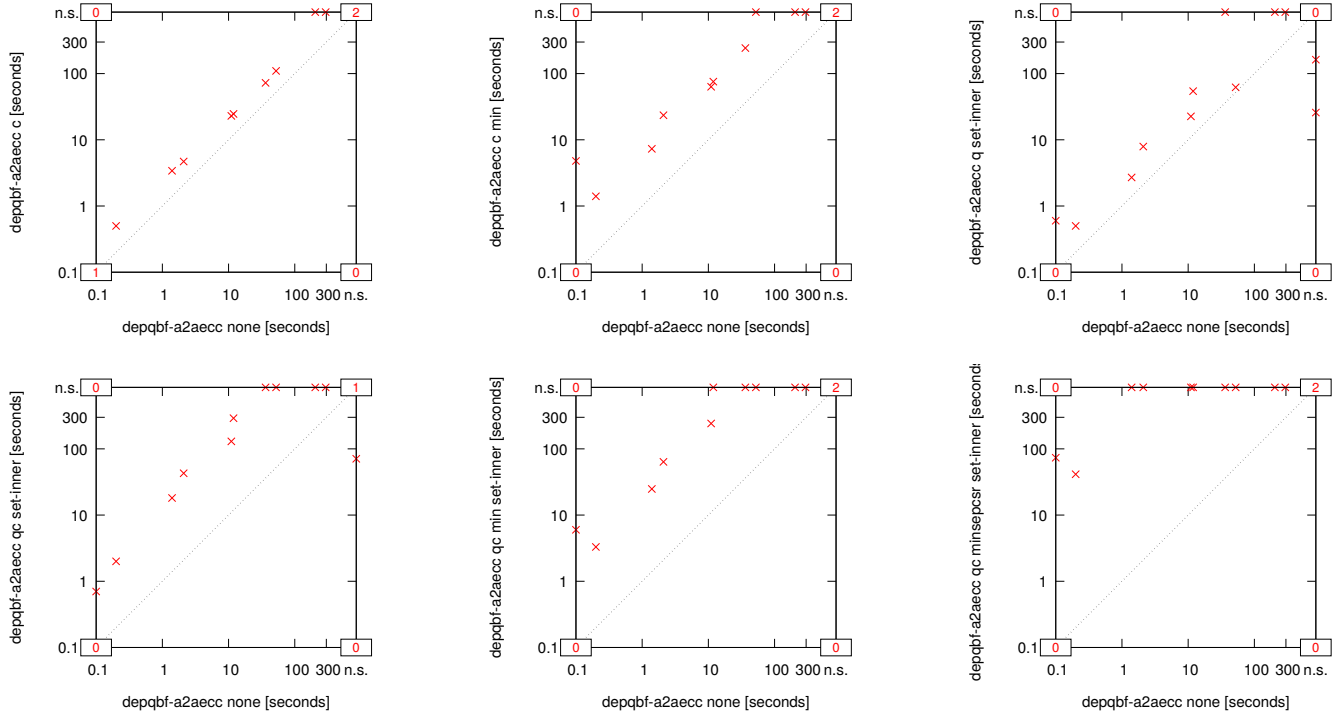 n.s. 0 2
300
100
10
1
0.1 1 0
0.1 1 10 100 300 n.s.
depqbf-a2aecc none [seconds]
depqbf-a2aecc c [seconds]
n.s. 0 2
300
100
10
1
0.1 0 0
0.1 1 10 100 300 n.s.
depqbf-a2aecc none [seconds]
depqbf-a2aecc c min [seconds]
n.s. 0 0
300
100
10
1
0.1 0 0
0.1 1 10 100 300 n.s.
depqbf-a2aecc none [seconds]
depqbf-a2aecc q set-inner [seconds]
n.s. 0 1
300
100
10
1
0.1 0 0
0.1 1 10 100 300 n.s.
depqbf-a2aecc none [seconds]
depqbf-a2aecc qc set-inner [seconds]
n.s. 0 2
300
100
10
1
0.1 0 0
0.1 1 10 100 300 n.s.
depqbf-a2aecc none [seconds]
depqbf-a2aecc qc min set-inner [seconds]
n.s. 0 2
300
100
10
1
0.1 0 0
0.1 1 10 100 300 n.s.
depqbf-a2aecc none [seconds]
depqbf-a2aecc qc minsepcsr set-inner [second